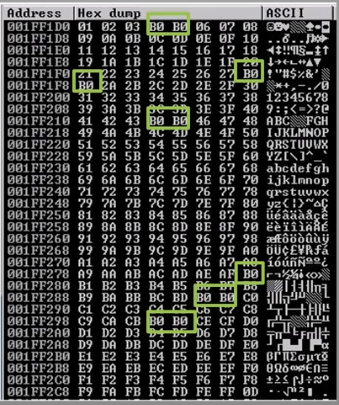 Address Hex dump ASCII
001FF1D0 01 02 03 B0 B0 06 07 08
001FF1D8 09 0A 0B 0C 0D 0E 0F 10
001FF1E0 11 12 13 14 15 16 17 18
001FF1E8 19 1A 1B 1C 1D 1E 1F 20
001FF1F0 22 23 24 25 26 27 B0 !"#$%&'
001FF1F8 B0 2A 2B 2C 2D 2E 2F 30 *+,-./0
001FF200 31 32 33 34 35 36 37 38 12345678
001FF208 39 3A 3B 3C 3D 3E 3F 40 9:;<=>?@
001FF210 41 42 43 B0 B0 46 47 48 ABC░░FGH
001FF218 49 4A 4B 4C 4D 4E 4F 50 IJKLMNOP
001FF220 51 52 53 54 55 56 57 58 QRSTUVWX
001FF228 59 5A 5B 5C 5D 5E 5F 60 YZ[\]^_`
001FF230 61 62 63 64 65 66 67 68 abcdefgh
001FF238 69 6A 6B 6C 6D 6E 6F 70 ijklmnop
001FF240 71 72 73 74 75 76 77 78 qrstuvwx
001FF248 79 7A 7B 7C 7D 7E 7F 80 yz{|}~⌂Ç
001FF250 81 82 83 84 85 86 87 88 üéâäàåçê
001FF258 89 8A 8B 8C 8D 8E 8F 90 ëèïîìÄÅÉ
001FF260 91 92 93 94 95 96 97 98 æÆôöòûùÿ
001FF268 99 9A 9B 9C 9D 9E 9F A0
001FF270 A1 A2 A3 A4 A5 A6 A7 A8
001FF278 A9 AA AB AC AD AE AF B0
001FF280 B1 B2 B3 B4 B5 B6 B7 B8
001FF288 B9 BA BB BC BD B0 B0 C0
001FF290 C1 C2 C3 C4 C5 C6 C7 C8
001FF298 C9 CA CB B0 B0 CE CF D0
001FF2A0 D1 D2 D3 D4 D5 D6 D7 D8
001FF2A8 D9 DA DB DC DD DE DF E0
001FF2B0 E1 E2 E3 E4 E5 E6 E7 E8
001FF2B8 E9 EA EB EC ED EE EF F0
001FF2C0 F1 F2 F3 F4 F5 F6 F7 F8
001FF2C8 F9 FA FB FC FD FE FF 0D